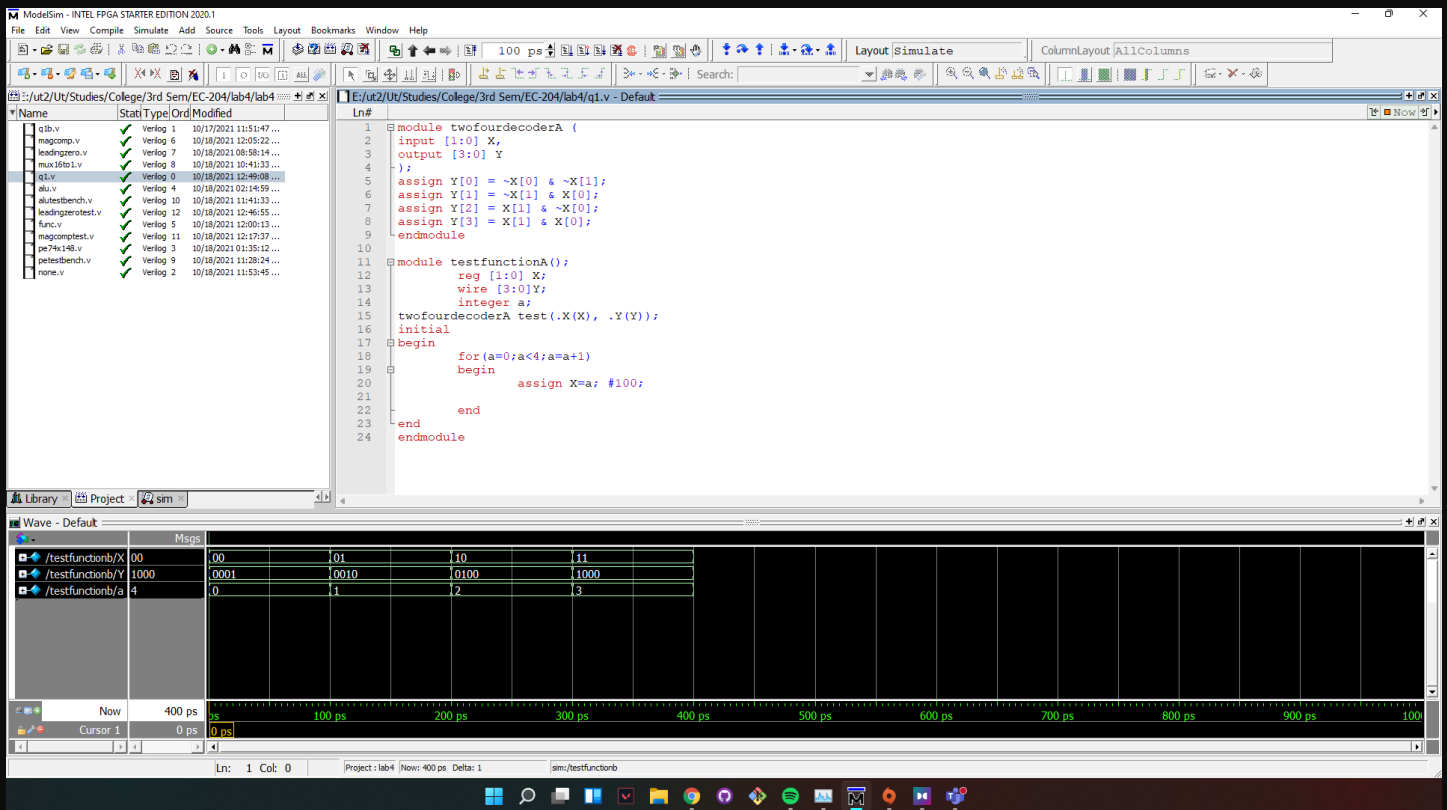 ModelSim - INTEL FPGA STARTER EDITION 2020.1
File Edit View Compile Simulate Add Source Tools Layout Bookmarks Window Help
100 ps Layout Simulate ColumnLayout AllColumns
Search:
E:/ut2/Ut/Studies/College/3rd Sem/EC-204/lab4/lab4
Name Stat Type Ord Modified
q1b.v Verilog 1 10/17/2021 11:51:47 ...
magcomp.v Verilog 6 10/18/2021 12:05:22 ...
leadingzero.v Verilog 7 10/18/2021 08:58:14 ...
mux16to1.v Verilog 8 10/18/2021 10:41:33 ...
q1.v Verilog 0 10/18/2021 12:49:08 ...
alu.v Verilog 4 10/18/2021 02:14:59 ...
alutestbench.v Verilog 10 10/18/2021 11:41:33 ...
leadingzerotest.v Verilog 12 10/18/2021 12:46:55 ...
func.v Verilog 5 10/18/2021 12:00:13 ...
magcomptest.v Verilog 11 10/18/2021 12:17:37 ...
pe74x148.v Verilog 3 10/18/2021 01:35:12 ...
petestbench.v Verilog 9 10/18/2021 11:28:24 ...
none.v Verilog 2 10/18/2021 11:53:45 ...
Library Project sim
E:/ut2/Ut/Studies/College/3rd Sem/EC-204/lab4/q1.v - Default
Ln# Now
1 module twofourdecoderA (
2 input [1:0] X,
3 output [3:0] Y
4 );
5 assign Y[0] = ~X[0] & ~X[1];
6 assign Y[1] = ~X[1] & X[0];
7 assign Y[2] = X[1] & ~X[0];
8 assign Y[3] = X[1] & X[0];
9 endmodule
10
11 module testfunctionA();
12 reg [1:0] X;
13 wire [3:0]Y;
14 integer a;
15 twofourdecoderA test(.X(X), .Y(Y));
16 initial
17 begin
18 for(a=0;a<4;a=a+1)
19 begin
20 assign X=a; #100;
21
22 end
23 end
24 endmodule
Wave - Default
Msgs
/testfunctionb/X 00 00 01 10 11
/testfunctionb/Y 1000 0001 0010 0100 1000
/testfunctionb/a 4 0 1 2 3
Now 400 ps ps 100 ps 200 ps 300 ps 400 ps 500 ps 600 ps 700 ps 800 ps 900 ps 100
Cursor 1 0 ps 0 ps
Ln: 1 Col: 0 Project : lab4 Now: 400 ps Delta: 1 sim:/testfunctionb